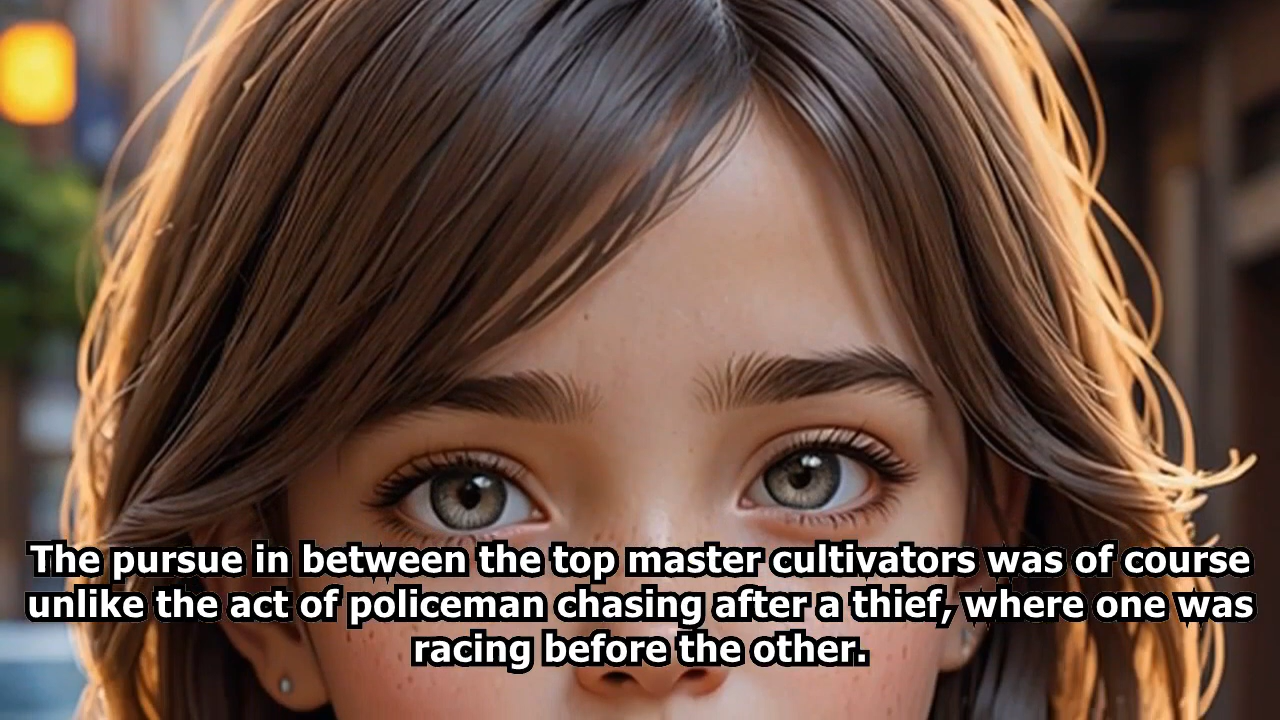 The pursue in between the top master cultivators was of course
unlike the act of policeman chasing after a thief, where one was
racing before the other.